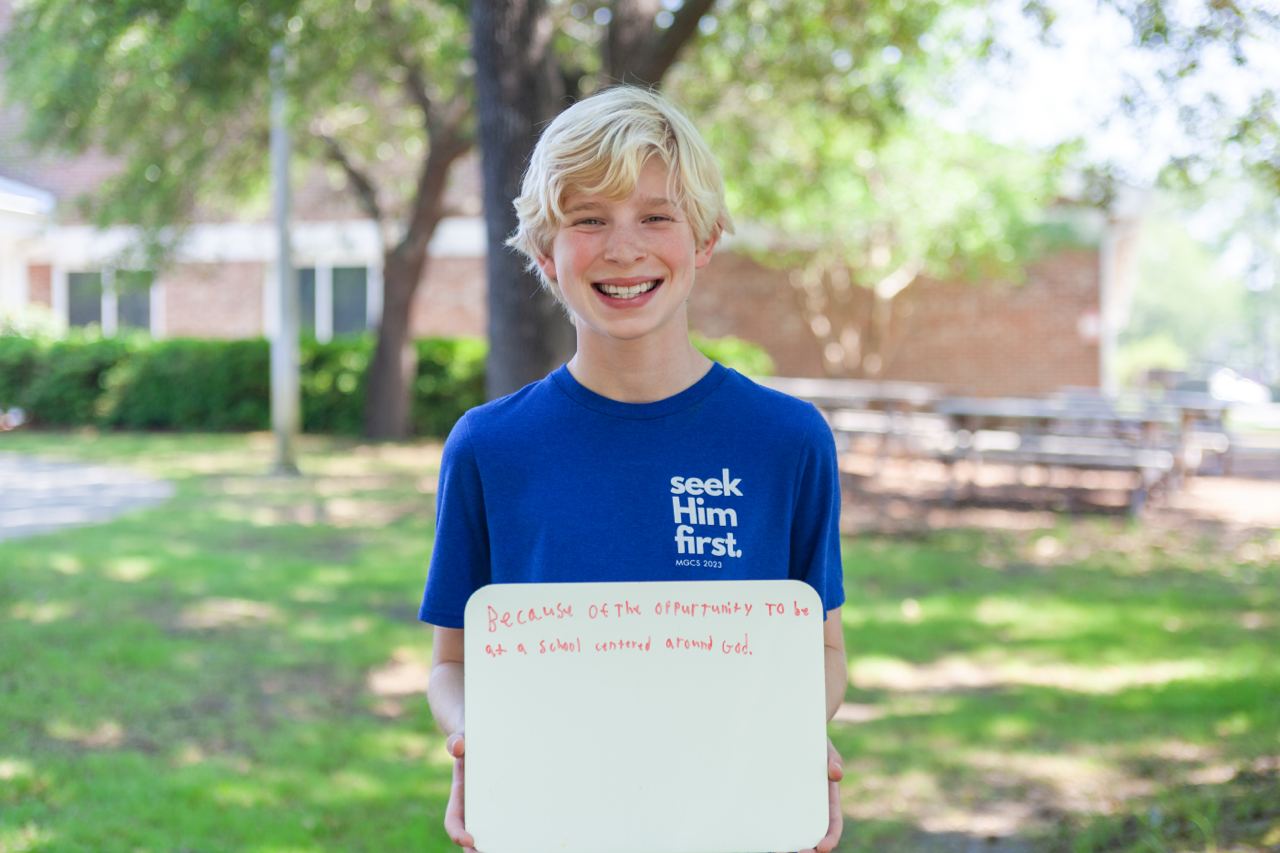 seek
Him
first.
MGCS 2023
Because of the oppurtunity to be
at a school centered around God.